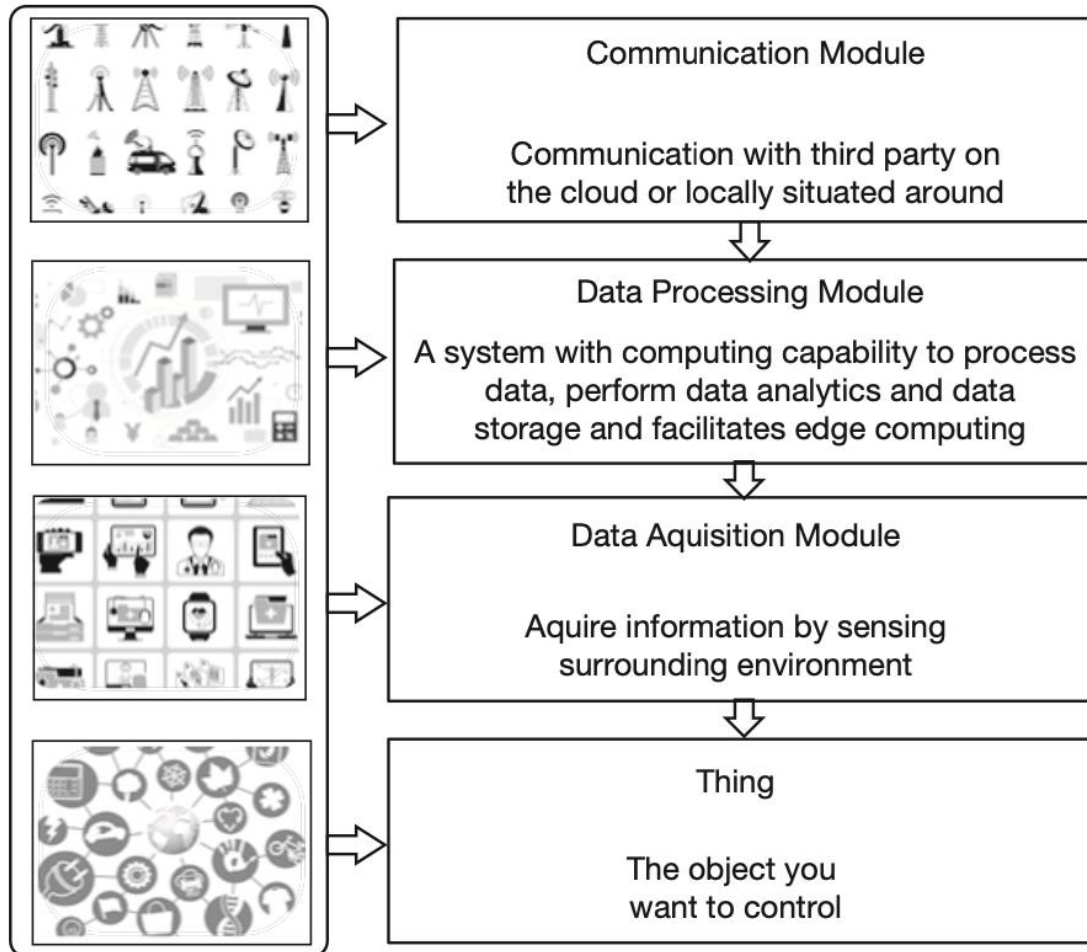 Communication Module
Communication with third party on
the cloud or locally situated around
Data Processing Module
A system with computing capability to process
data, perform data analytics and data
storage and facilitates edge computing
Data Aquisition Module
Aquire information by sensing
surrounding environment
Thing
The object you
want to control